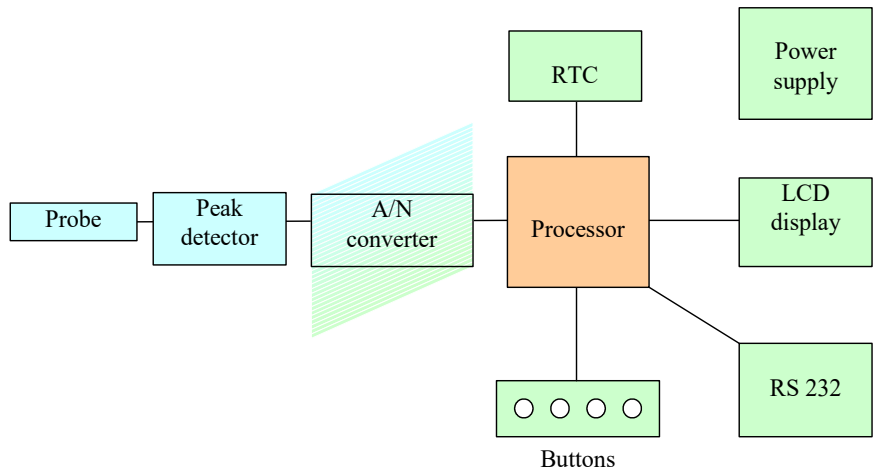 RTC
Power
supply
Probe
Peak
detector
A/N
converter
Processor
LCD
display
RS 232
Buttons